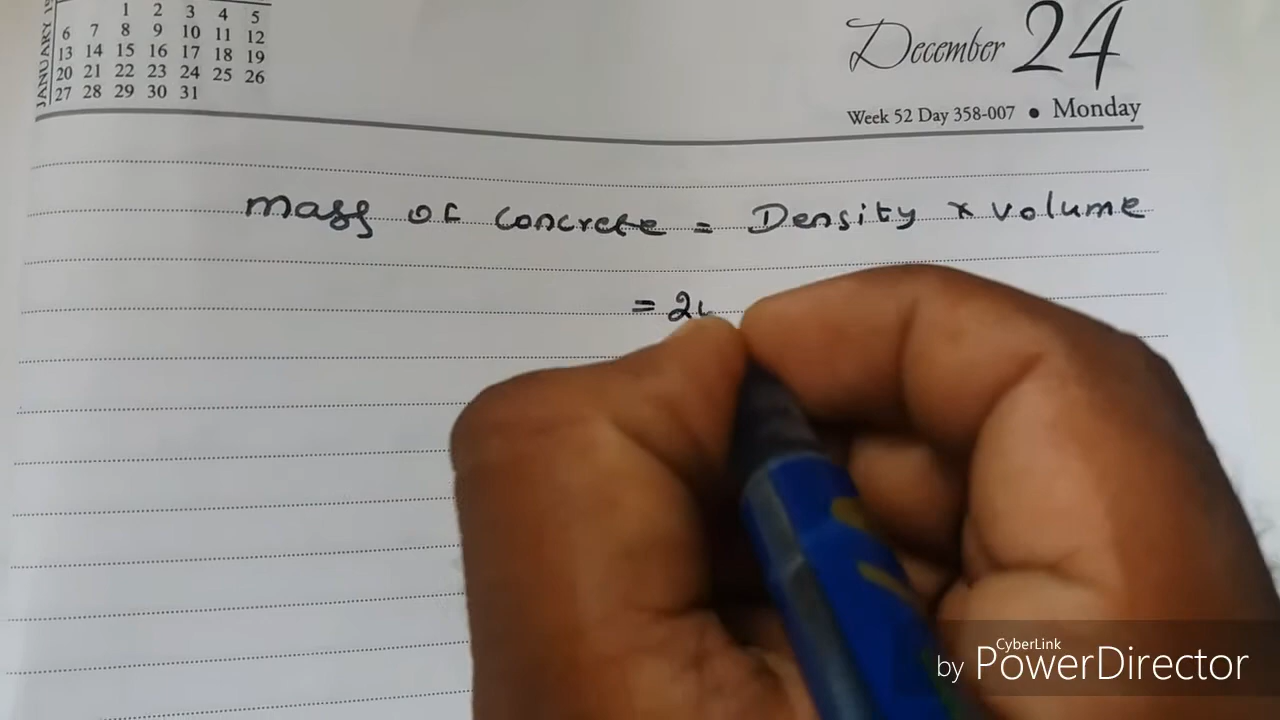 JANUARY
1 2 3 4 5
6 7 8 9 10 11 12
13 14 15 16 17 18 19
20 21 22 23 24 25 26
27 28 29 30 31
December 24
Week 52 Day 358-007 • Monday
Mass of concrete = Density x volume
= 2
CyberLink
by PowerDirector